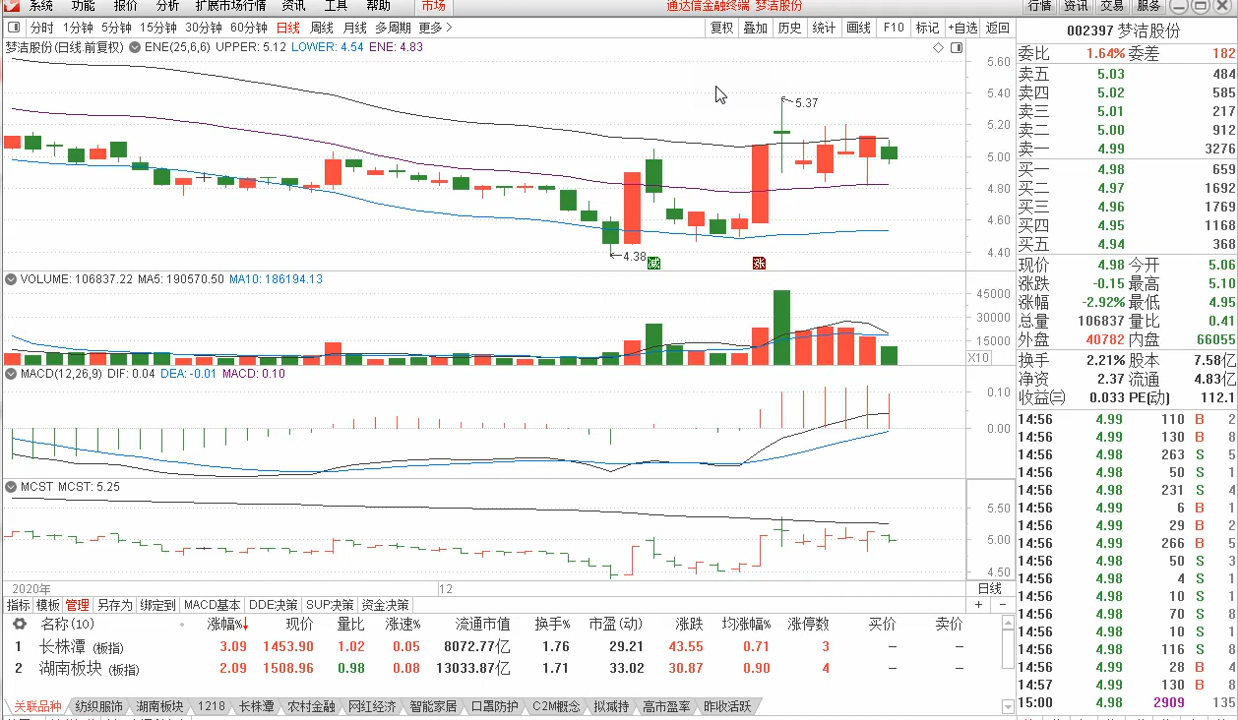 系统 功能 报价 分析 扩展市场行情 资讯 工具 帮助 市场 通达信金融终端 梦洁股份 行情 资讯 交易 服务
分时 1分钟 5分钟 15分钟 30分钟 60分钟 日线 周线 月线 多周期 更多 复权 叠加 历史 统计 画线 F10 标记 +自选 返回
梦洁股份(日线.前复权) ENE(25,6,6) UPPER: 5.12 LOWER: 4.54 ENE: 4.83
5.60
5.40
5.37
5.20
5.00
4.80
4.60
4.40
4.38
减 涨
VOLUME: 106837.22 MA5: 190570.50 MA10: 186194.13
45000
30000
15000
X10
MACD(12,26,9) DIF: 0.04 DEA: -0.01 MACD: 0.10
0.10
0.00
MCST MCST: 5.25
5.50
5.00
4.50
2020年 12 日线
指标 模板 管理 另存为 绑定到 MACD基本 DDE决策 SUP决策 资金决策 + -
名称(10) 涨幅%↓ 现价 量比 涨速% 流通市值 换手% 市盈(动) 涨跌 均涨幅% 涨停数 买价 卖价
1 长株潭 (板指) 3.09 1453.90 1.02 0.05 8072.77亿 1.76 29.21 43.55 0.71 3 — —
2 湖南板块 (板指) 2.09 1508.96 0.98 0.08 13033.87亿 1.71 33.02 30.87 0.90 4 — —
关联品种 纺织服饰 湖南板块 1218 长株潭 农村金融 网红经济 智能家居 口罩防护 C2M概念 拟减持 高市盈率 昨收活跃
002397 梦洁股份
委比 1.64% 委差 182
卖五 5.03 484
卖四 5.02 585
卖三 5.01 217
卖二 5.00 912
卖一 4.99 3276
买一 4.98 659
买二 4.97 1692
买三 4.96 1769
买四 4.95 1168
买五 4.94 368
现价 4.98 今开 5.06
涨跌 -0.15 最高 5.10
涨幅 -2.92% 最低 4.95
总量 106837 量比 0.41
外盘 40782 内盘 66055
换手 2.21% 股本 7.58亿
净资 2.37 流通 4.83亿
收益㈢ 0.033 PE(动) 112.1
14:56 4.99 110 B 2
14:56 4.99 130 B 8
14:56 4.98 263 S 5
14:56 4.98 50 S 1
14:56 4.98 231 S 4
14:56 4.99 6 B 1
14:56 4.99 29 B 2
14:56 4.99 266 B 5
14:56 4.98 50 S 3
14:56 4.98 4 S 1
14:56 4.98 10 S 1
14:56 4.98 70 S 8
14:56 4.98 10 S 1
14:56 4.98 116 S 8
14:56 4.99 28 B 4
14:57 4.99 130 B 8
15:00 4.98 2909 135